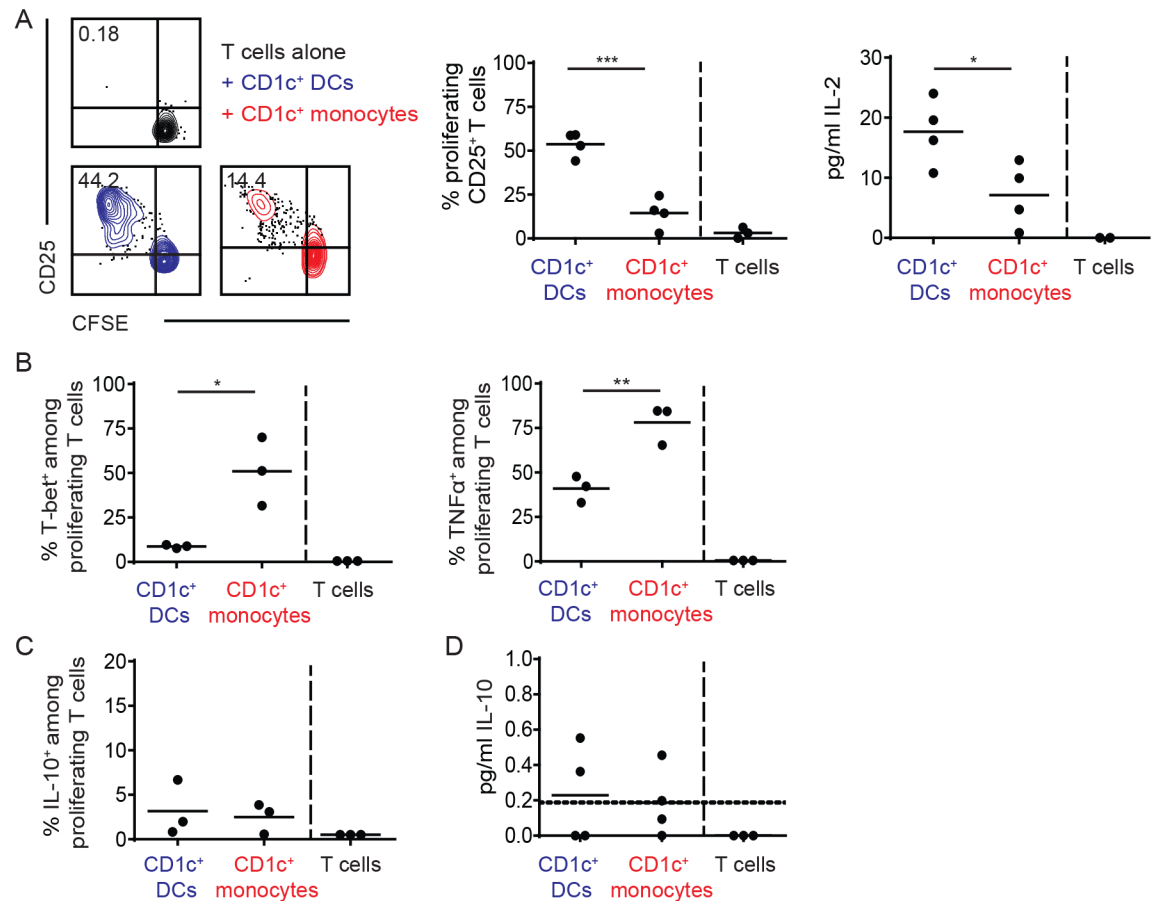 A
0.18
T cells alone
+ CD1c⁺ DCs
+ CD1c⁺ monocytes
44.2
14.4
CD25
CFSE
% proliferating
CD25⁺ T cells
100
75
50
25
0
***
CD1c⁺
DCs
CD1c⁺
monocytes
T cells
pg/ml IL-2
30
20
10
0
*
CD1c⁺
DCs
CD1c⁺
monocytes
T cells
B
% T-bet⁺ among
proliferating T cells
100
75
50
25
0
*
CD1c⁺
DCs
CD1c⁺
monocytes
T cells
% TNFα⁺ among
proliferating T cells
100
75
50
25
0
**
CD1c⁺
DCs
CD1c⁺
monocytes
T cells
C
% IL-10⁺ among
proliferating T cells
20
15
10
5
0
CD1c⁺
DCs
CD1c⁺
monocytes
T cells
D
pg/ml IL-10
1.0
0.8
0.6
0.4
0.2
0.0
CD1c⁺
DCs
CD1c⁺
monocytes
T cells